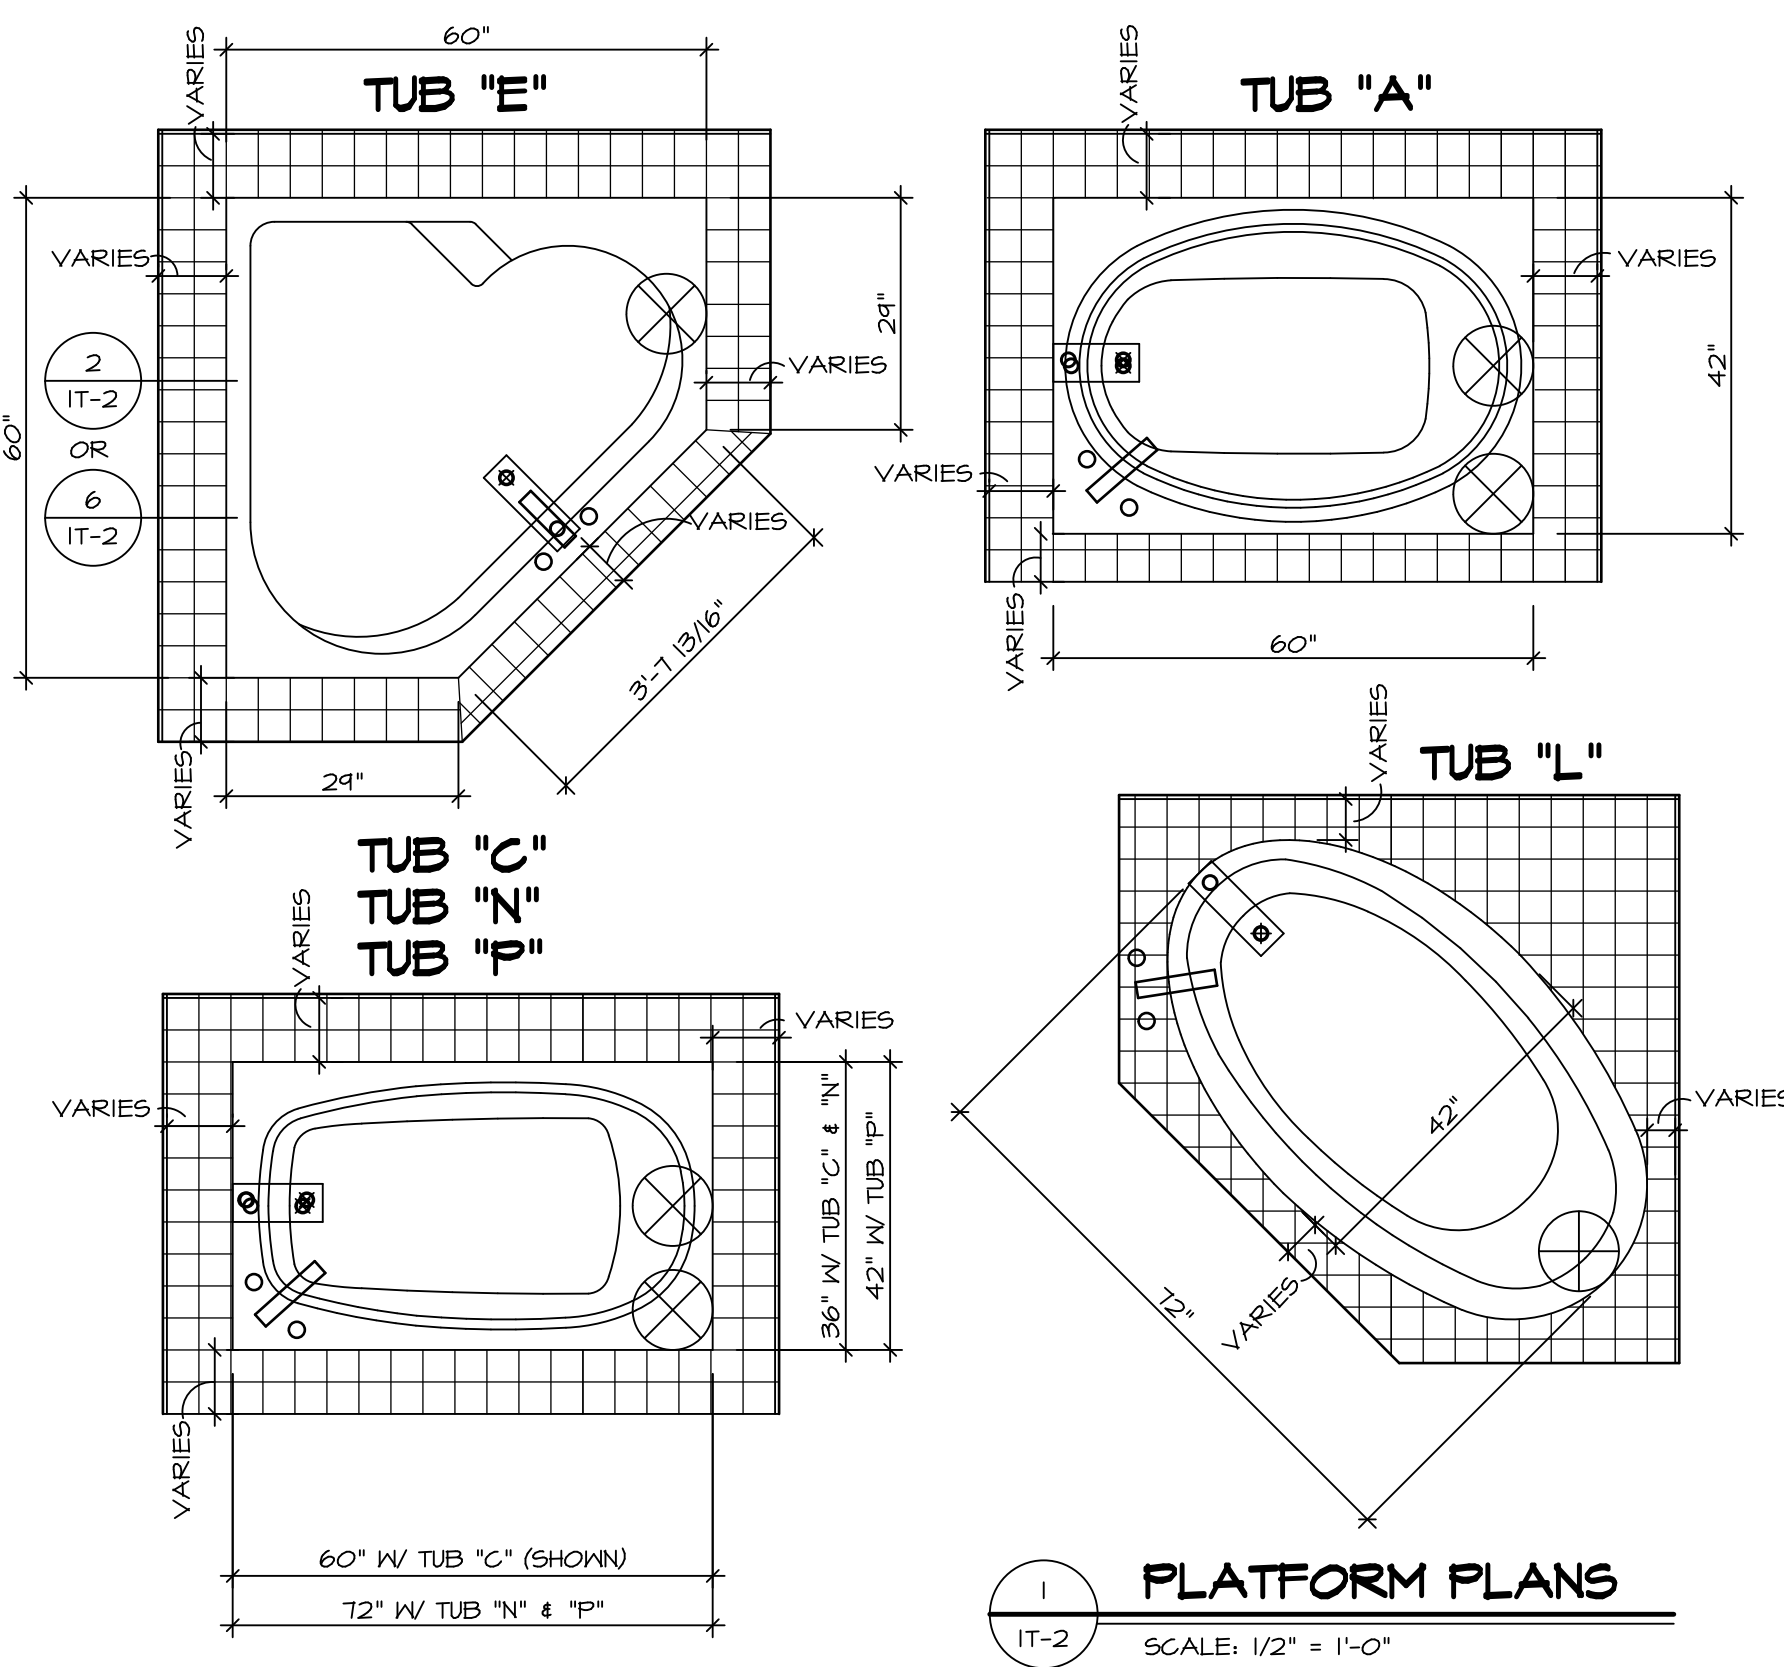 60"
VARIES
TUB "E"
VARIES
2
IT-2
OR
6
IT-2
60"
29"
VARIES
VARIES
3'-7 13/16"
29"
VARIES
VARIES
TUB "A"
VARIES
42"
VARIES
VARIES
60"
TUB "C"
TUB "N"
TUB "P"
VARIES
VARIES
VARIES
36" W/ TUB "C" & "N"
42" W/ TUB "P"
VARIES
60" W/ TUB "C" (SHOWN)
72" W/ TUB "N" & "P"
VARIES
TUB "L"
VARIES
42"
VARIES
72"
1
IT-2
PLATFORM PLANS
SCALE: 1/2" = 1'-0"